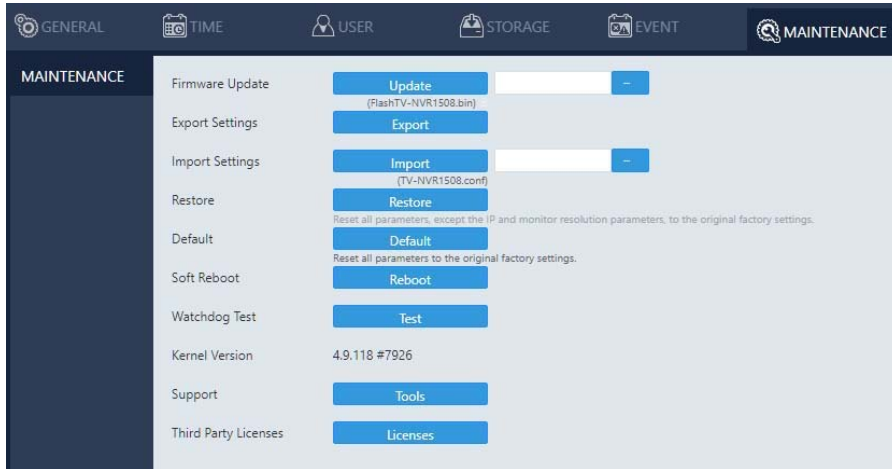 GENERAL TIME USER STORAGE EVENT MAINTENANCE
MAINTENANCE
Firmware Update Update –
(FlashTV-NVR1508.bin)
Export Settings Export
Import Settings Import –
(TV-NVR1508.conf)
Restore Restore
Reset all parameters, except the IP and monitor resolution parameters, to the original factory settings.
Default Default
Reset all parameters to the original factory settings.
Soft Reboot Reboot
Watchdog Test Test
Kernel Version 4.9.118 #7926
Support Tools
Third Party Licenses Licenses